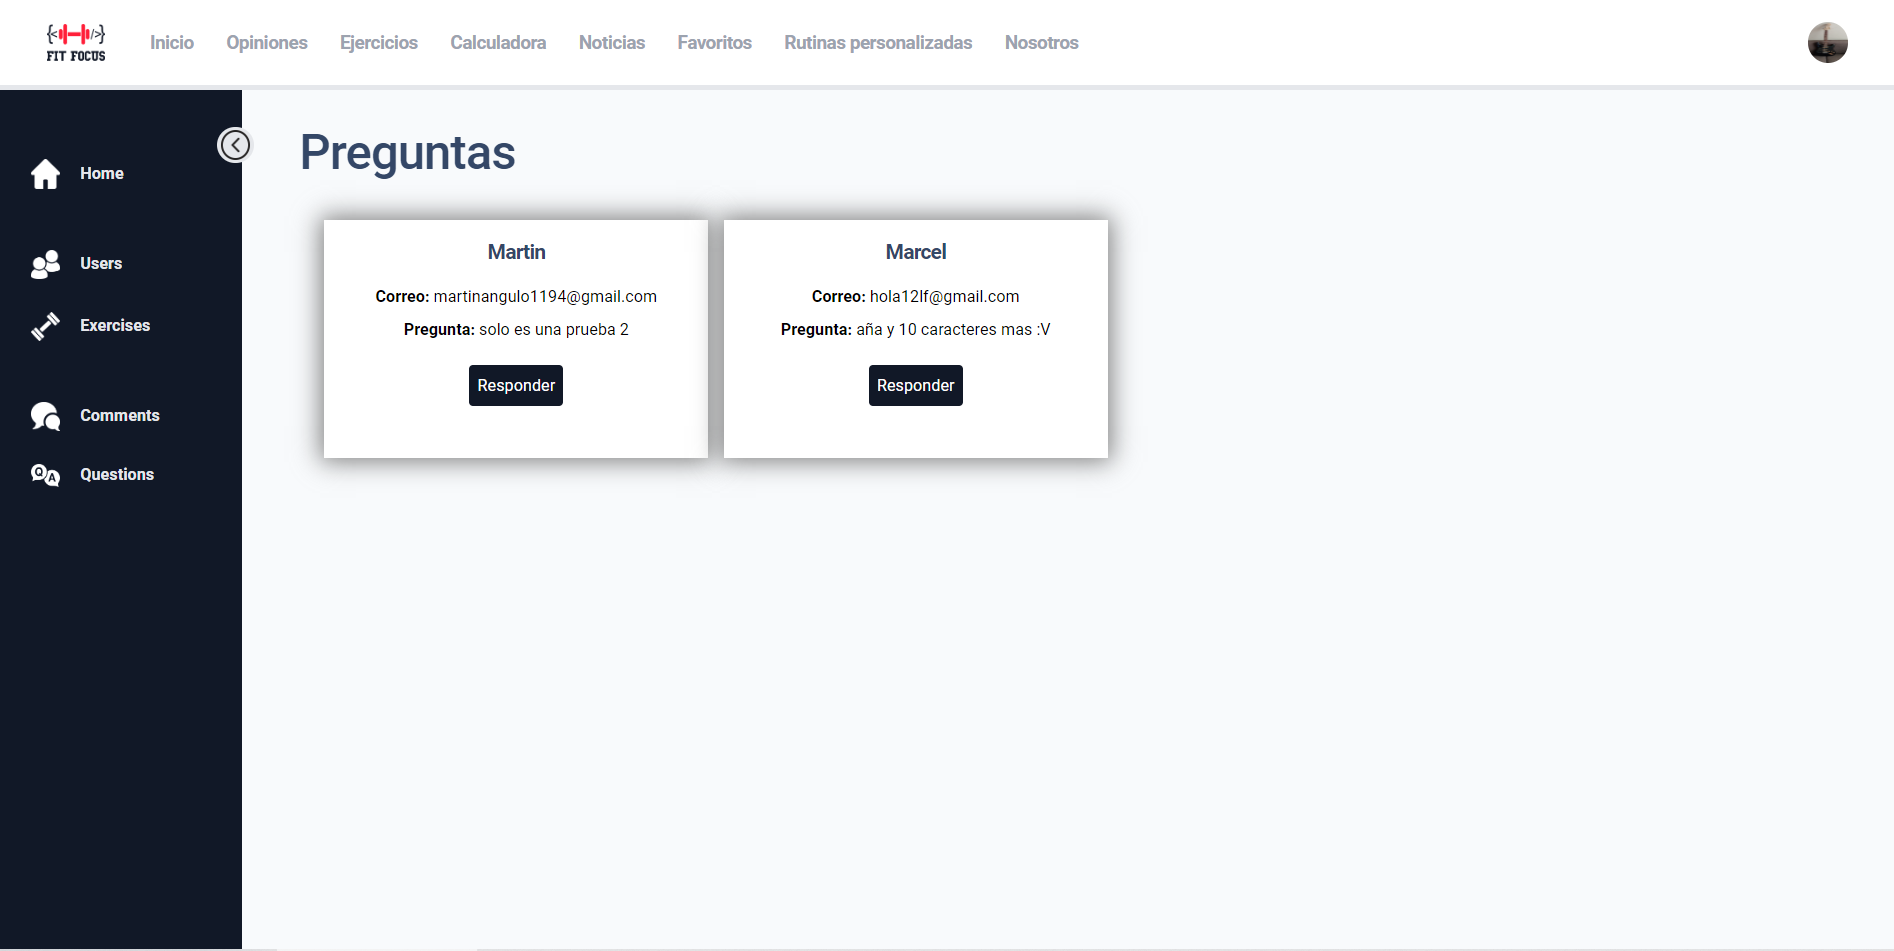 {< />}
FIT FOCUS
Inicio Opiniones Ejercicios Calculadora Noticias Favoritos Rutinas personalizadas Nosotros
Home
Users
Exercises
Comments
Q A Questions
Preguntas
Martin
Correo: martinangulo1194@gmail.com
Pregunta: solo es una prueba 2
Responder
Marcel
Correo: hola12lf@gmail.com
Pregunta: aña y 10 caracteres mas :V
Responder